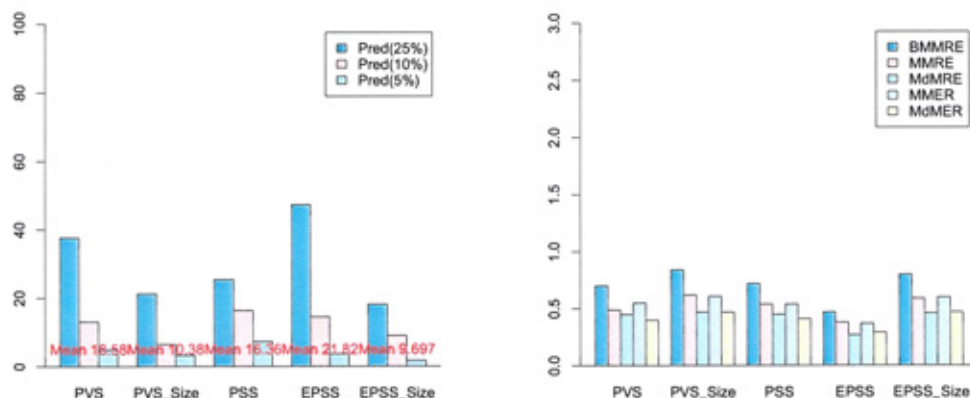 100
80
60
40
20
0
Pred(25%)
Pred(10%)
Pred(5%)
Mean 16.58 Mean 10.38 Mean 16.36 Mean 21.82 Mean 9.697
PVS PVS_Size PSS EPSS EPSS_Size
3.0
2.5
2.0
1.5
1.0
0.5
0.0
BMMRE
MMRE
MdMRE
MMER
MdMER
PVS PVS_Size PSS EPSS EPSS_Size